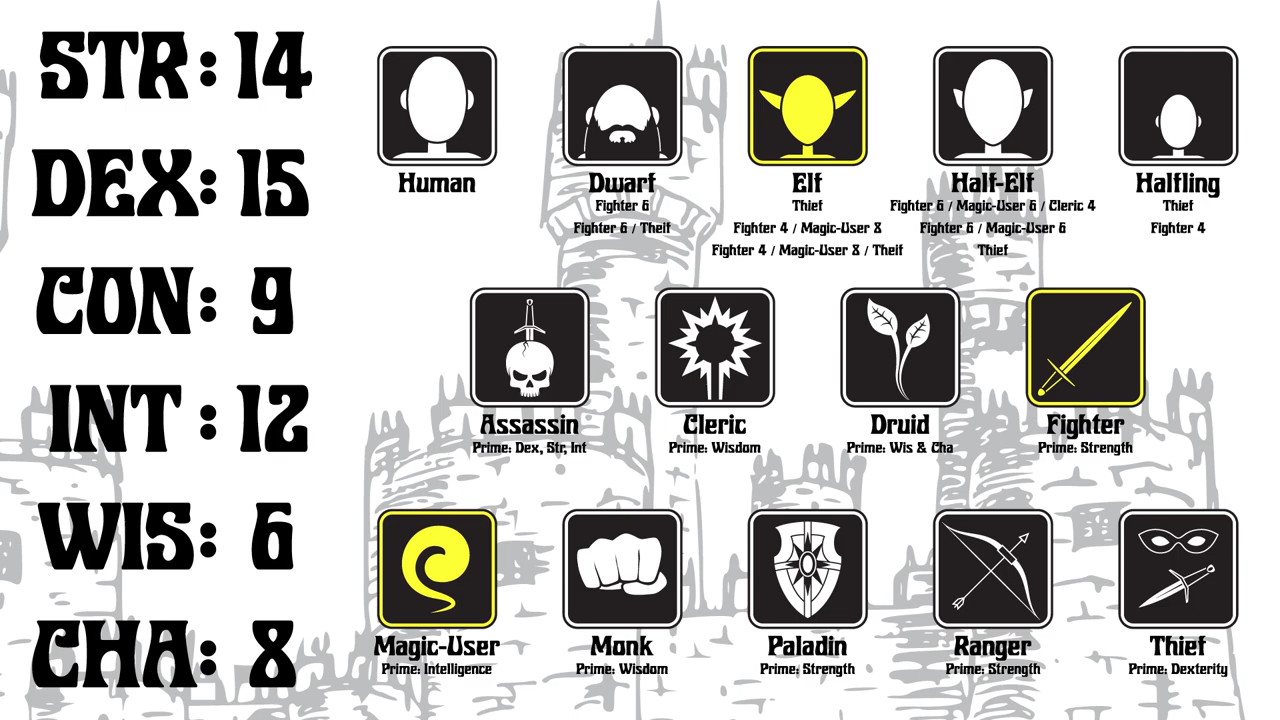 STR: 14
DEX: 15
CON: 9
INT : 12
WIS: 6
CHA: 8
Human
Dwarf
Fighter 6
Fighter 6 / Theif
Elf
Thief
Fighter 4 / Magic-User 8
Fighter 4 / Magic-User 8 / Theif
Half-Elf
Fighter 6 / Magic-User 6 / Cleric 4
Fighter 6 / Magic-User 6
Thief
Halfling
Thief
Fighter 4
Assassin
Prime: Dex, Str, Int
Cleric
Prime: Wisdom
Druid
Prime: Wis & Cha
Fighter
Prime: Strength
Magic-User
Prime: Intelligence
Monk
Prime: Wisdom
Paladin
Prime: Strength
Ranger
Prime: Strength
Thief
Prime: Dexterity